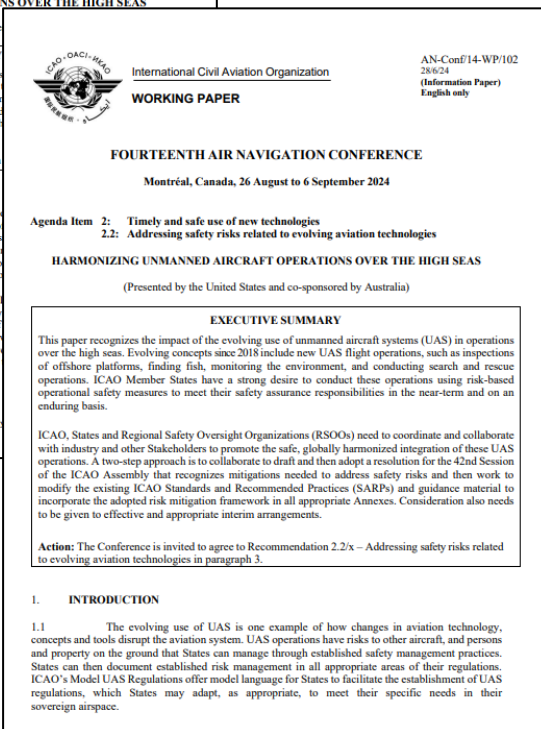 NS OVER THE HIGH SEAS
ICAO · OACI · ИКАО
International Civil Aviation Organization
WORKING PAPER
AN-Conf/14-WP/102
28/6/24
(Information Paper)
English only
FOURTEENTH AIR NAVIGATION CONFERENCE
Montréal, Canada, 26 August to 6 September 2024
Agenda Item 2: Timely and safe use of new technologies
2.2: Addressing safety risks related to evolving aviation technologies
HARMONIZING UNMANNED AIRCRAFT OPERATIONS OVER THE HIGH SEAS
(Presented by the United States and co-sponsored by Australia)
EXECUTIVE SUMMARY
This paper recognizes the impact of the evolving use of unmanned aircraft systems (UAS) in operations
over the high seas. Evolving concepts since 2018 include new UAS flight operations, such as inspections
of offshore platforms, finding fish, monitoring the environment, and conducting search and rescue
operations. ICAO Member States have a strong desire to conduct these operations using risk-based
operational safety measures to meet their safety assurance responsibilities in the near-term and on an
enduring basis.
ICAO, States and Regional Safety Oversight Organizations (RSOOs) need to coordinate and collaborate
with industry and other Stakeholders to promote the safe, globally harmonized integration of these UAS
operations. A two-step approach is to collaborate to draft and then adopt a resolution for the 42nd Session
of the ICAO Assembly that recognizes mitigations needed to address safety risks and then work to
modify the existing ICAO Standards and Recommended Practices (SARPs) and guidance material to
incorporate the adopted risk mitigation framework in all appropriate Annexes. Consideration also needs
to be given to effective and appropriate interim arrangements.
Action: The Conference is invited to agree to Recommendation 2.2/x – Addressing safety risks related
to evolving aviation technologies in paragraph 3.
1. INTRODUCTION
1.1 The evolving use of UAS is one example of how changes in aviation technology,
concepts and tools disrupt the aviation system. UAS operations have risks to other aircraft, and persons
and property on the ground that States can manage through established safety management practices.
States can then document established risk management in all appropriate areas of their regulations.
ICAO's Model UAS Regulations offer model language for States to facilitate the establishment of UAS
regulations, which States may adapt, as appropriate, to meet their specific needs in their
sovereign airspace.